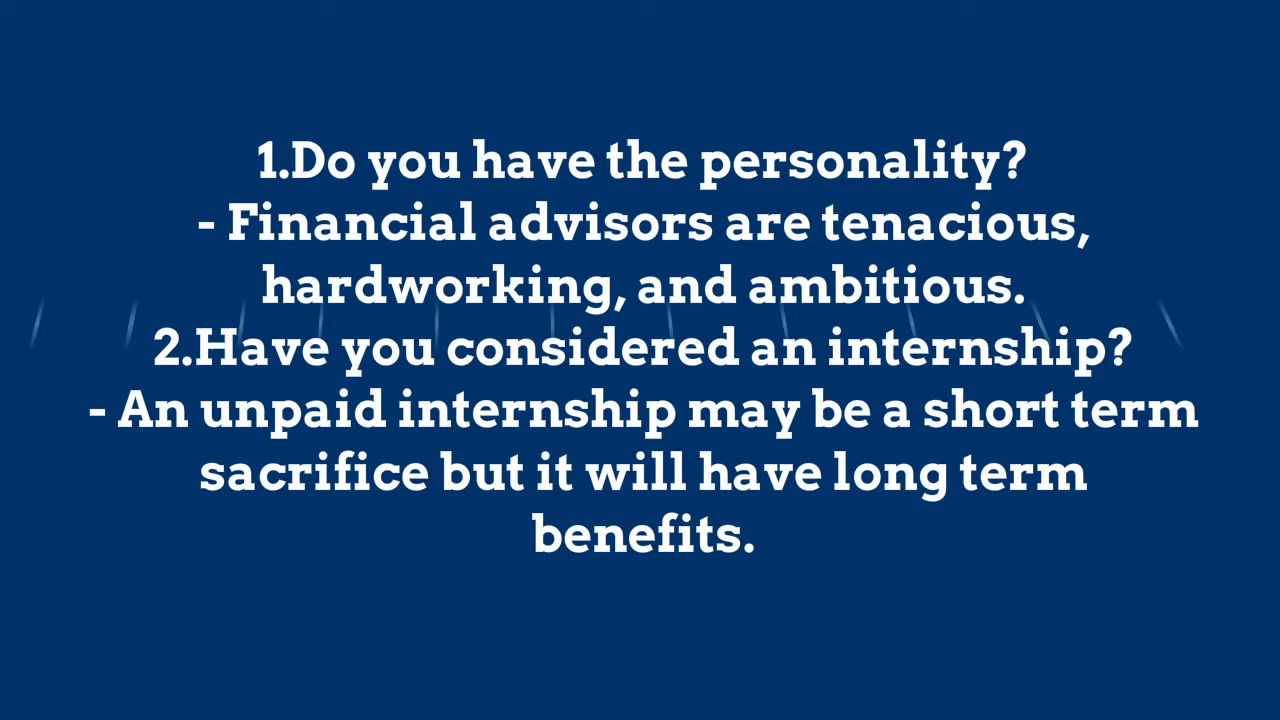 1.Do you have the personality?
- Financial advisors are tenacious,
hardworking, and ambitious.
2.Have you considered an internship?
- An unpaid internship may be a short term
sacrifice but it will have long term
benefits.